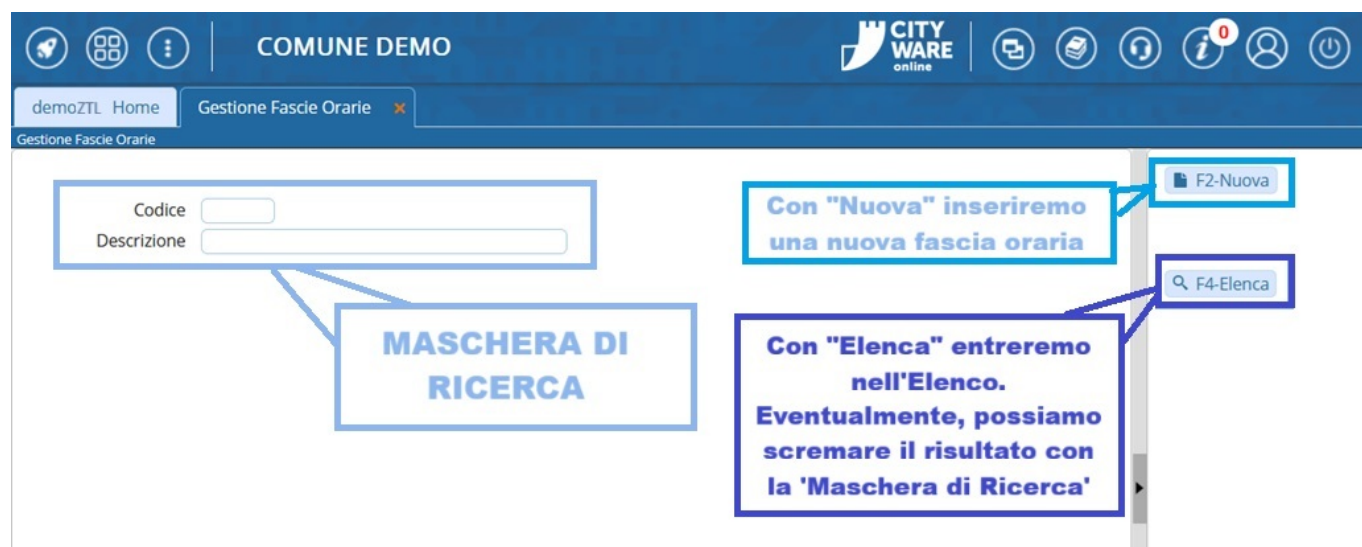 COMUNE DEMO
CITY
WARE
online
0
demoZTL Home
Gestione Fascie Orarie
Gestione Fascie Orarie
Codice
Descrizione
MASCHERA DI
RICERCA
Con "Nuova" inseriremo
una nuova fascia oraria
F2-Nuova
F4-Elenca
Con "Elenca" entreremo
nell'Elenco.
Eventualmente, possiamo
scremare il risultato con
la 'Maschera di Ricerca'